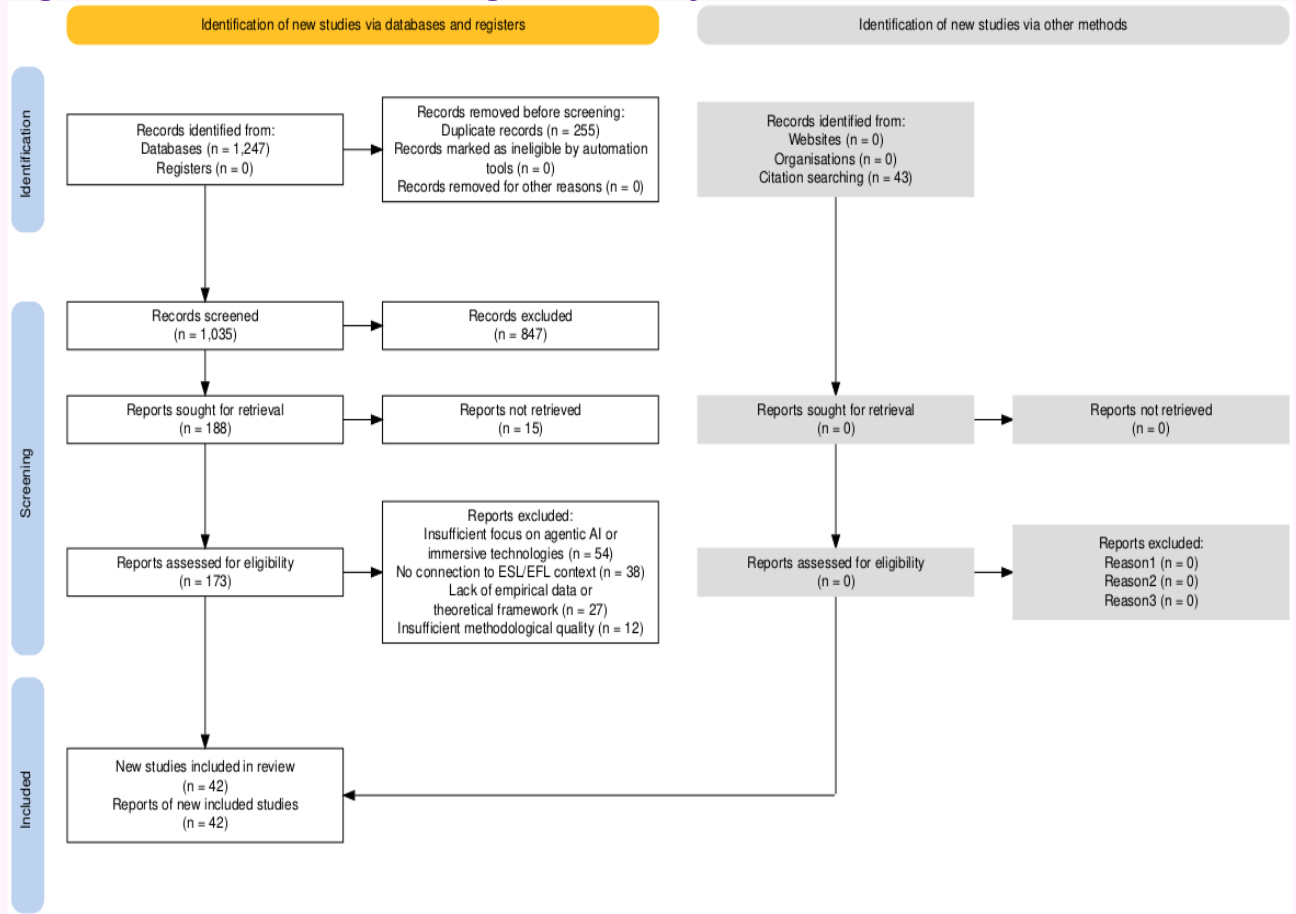 Identification of new studies via databases and registers
Identification of new studies via other methods
Identification
Records identified from:
Databases (n = 1,247)
Registers (n = 0)
Records removed before screening:
Duplicate records (n = 255)
Records marked as ineligible by automation
tools (n = 0)
Records removed for other reasons (n = 0)
Records identified from:
Websites (n = 0)
Organisations (n = 0)
Citation searching (n = 43)
Screening
Records screened
(n = 1,035)
Records excluded
(n = 847)
Reports sought for retrieval
(n = 188)
Reports not retrieved
(n = 15)
Reports sought for retrieval
(n = 0)
Reports not retrieved
(n = 0)
Reports assessed for eligibility
(n = 173)
Reports excluded:
Insufficient focus on agentic AI or
immersive technologies (n = 54)
No connection to ESL/EFL context (n = 38)
Lack of empirical data or
theoretical framework (n = 27)
Insufficient methodological quality (n = 12)
Reports assessed for eligibility
(n = 0)
Reports excluded:
Reason1 (n = 0)
Reason2 (n = 0)
Reason3 (n = 0)
Included
New studies included in review
(n = 42)
Reports of new included studies
(n = 42)